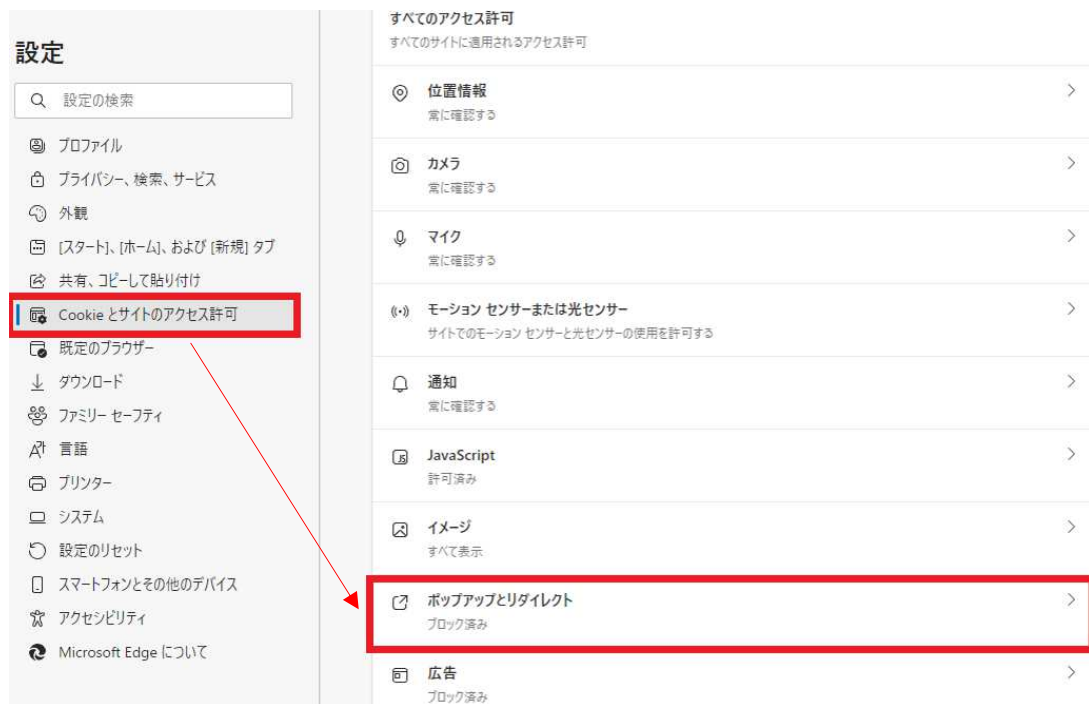 設定
設定の検索
プロファイル
プライバシー、検索、サービス
外観
[スタート]、[ホーム]、および [新規] タブ
共有、コピーして貼り付け
Cookie とサイトのアクセス許可
既定のブラウザー
ダウンロード
ファミリー セーフティ
言語
プリンター
システム
設定のリセット
スマートフォンとその他のデバイス
アクセシビリティ
Microsoft Edge について
すべてのアクセス許可
すべてのサイトに適用されるアクセス許可
位置情報
常に確認する
カメラ
常に確認する
マイク
常に確認する
モーション センサーまたは光センサー
サイトでのモーション センサーと光センサーの使用を許可する
通知
常に確認する
JavaScript
許可済み
イメージ
すべて表示
ポップアップとリダイレクト
ブロック済み
広告
ブロック済み